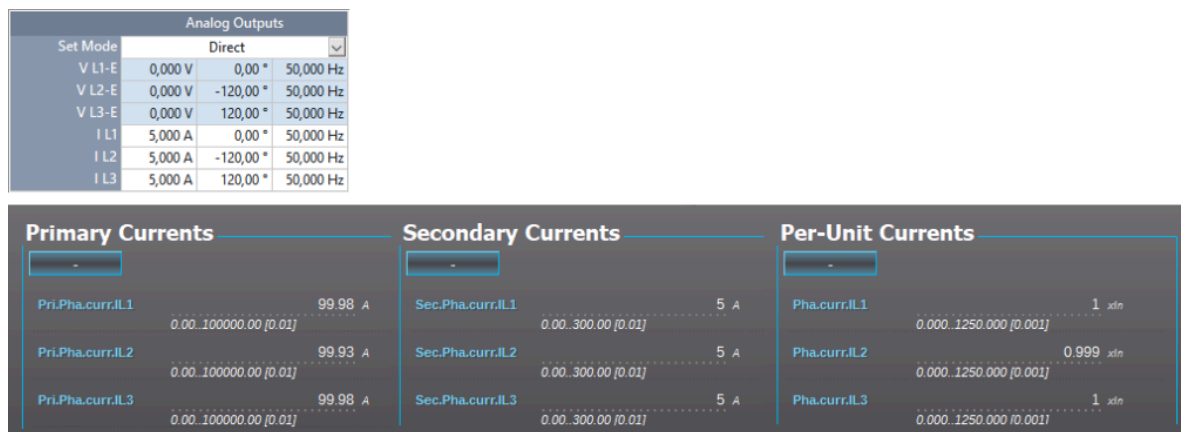 Analog Outputs
Set Mode Direct
V L1-E 0,000 V 0,00 ° 50,000 Hz
V L2-E 0,000 V -120,00 ° 50,000 Hz
V L3-E 0,000 V 120,00 ° 50,000 Hz
I L1 5,000 A 0,00 ° 50,000 Hz
I L2 5,000 A -120,00 ° 50,000 Hz
I L3 5,000 A 120,00 ° 50,000 Hz
Primary Currents
-
Pri.Pha.curr.IL1 99.98 A
0.00..100000.00 [0.01]
Pri.Pha.curr.IL2 99.93 A
0.00..100000.00 [0.01]
Pri.Pha.curr.IL3 99.98 A
0.00..100000.00 [0.01]
Secondary Currents
-
Sec.Pha.curr.IL1 5 A
0.00..300.00 [0.01]
Sec.Pha.curr.IL2 5 A
0.00..300.00 [0.01]
Sec.Pha.curr.IL3 5 A
0.00..300.00 [0.01]
Per-Unit Currents
-
Pha.curr.IL1 1 xIn
0.000..1250.000 [0.001]
Pha.curr.IL2 0.999 xIn
0.000..1250.000 [0.001]
Pha.curr.IL3 1 xIn
0.000..1250.000 [0.001]